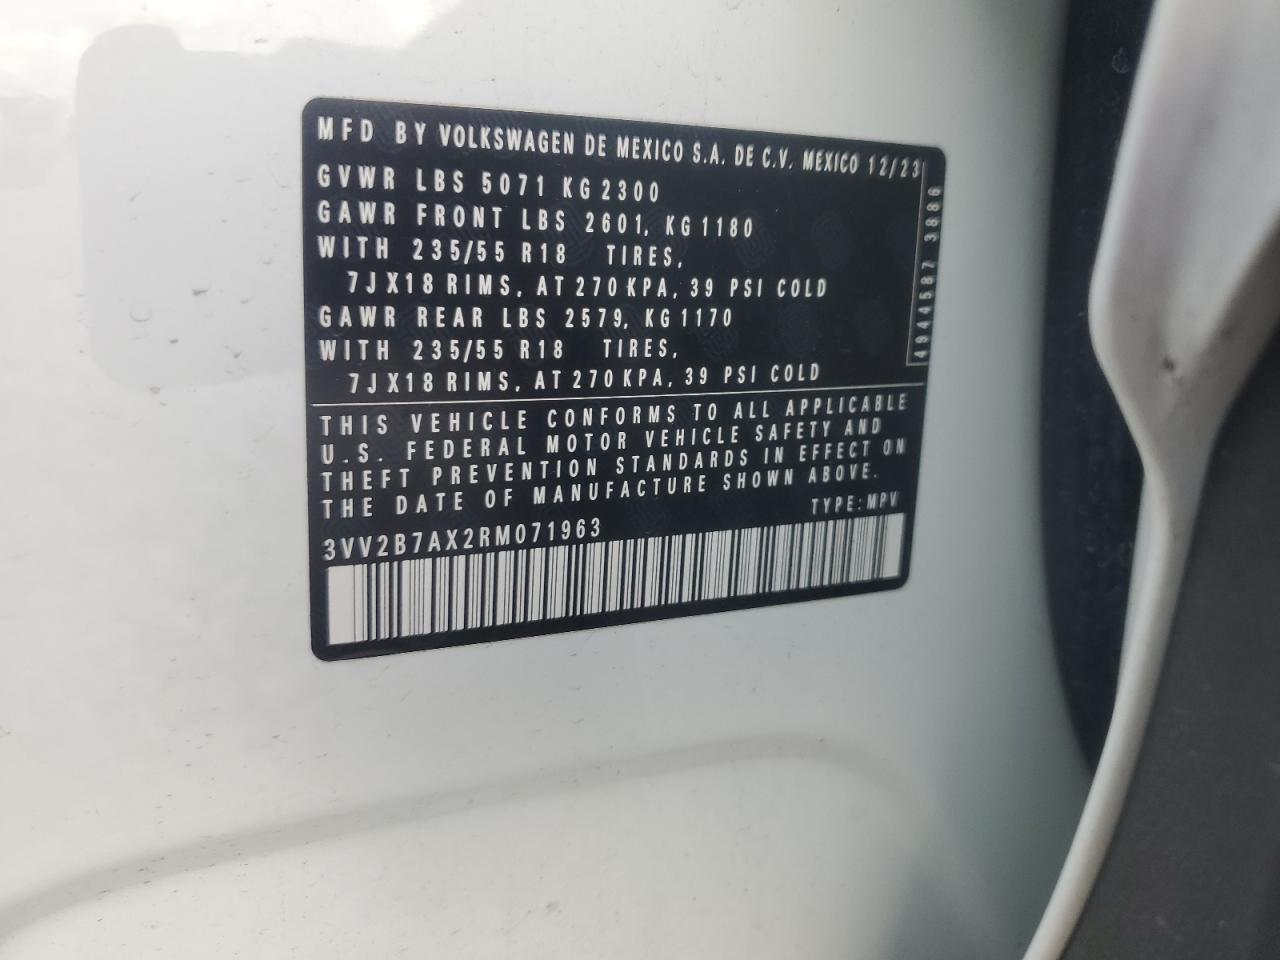 MFD BY VOLKSWAGEN DE MEXICO S.A. DE C.V. MEXICO 12/23
GVWR LBS 5071 KG 2300
GAWR FRONT LBS 2601, KG 1180
WITH 235/55 R18 TIRES,
7JX18 RIMS, AT 270 KPA, 39 PSI COLD
GAWR REAR LBS 2579, KG 1170
WITH 235/55 R18 TIRES,
7JX18 RIMS, AT 270 KPA, 39 PSI COLD
4944587 3886
THIS VEHICLE CONFORMS TO ALL APPLICABLE
U.S. FEDERAL MOTOR VEHICLE SAFETY AND
THEFT PREVENTION STANDARDS IN EFFECT ON
THE DATE OF MANUFACTURE SHOWN ABOVE.
TYPE:MPV
3VV2B7AX2RM071963